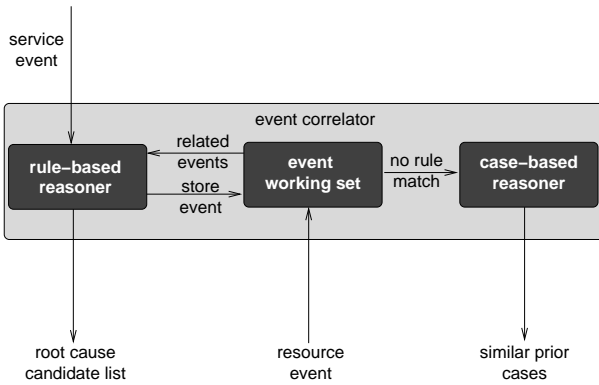 service
event
event correlator
rule−based
reasoner
related
events
store
event
event
working set
no rule
match
case−based
reasoner
root cause
candidate list
resource
event
similar prior
cases